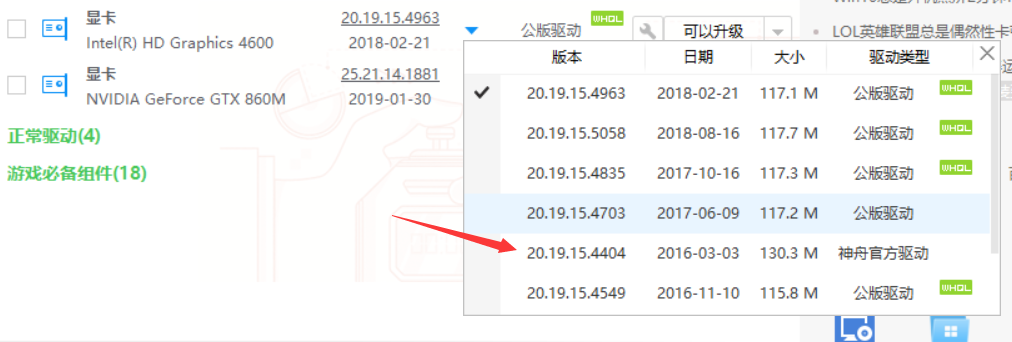 显卡 20.19.15.4963 公版驱动 WHQL 可以升级
Intel(R) HD Graphics 4600 2018-02-21
显卡 25.21.14.1881
NVIDIA GeForce GTX 860M 2019-01-30
正常驱动(4)
游戏必备组件(18)
LOL英雄联盟总是偶然性卡
版本 日期 大小 驱动类型
20.19.15.4963 2018-02-21 117.1 M 公版驱动 WHQL
20.19.15.5058 2018-08-16 117.7 M 公版驱动 WHQL
20.19.15.4835 2017-10-16 117.3 M 公版驱动 WHQL
20.19.15.4703 2017-06-09 117.2 M 公版驱动
20.19.15.4404 2016-03-03 130.3 M 神舟官方驱动
20.19.15.4549 2016-11-10 115.8 M 公版驱动 WHQL